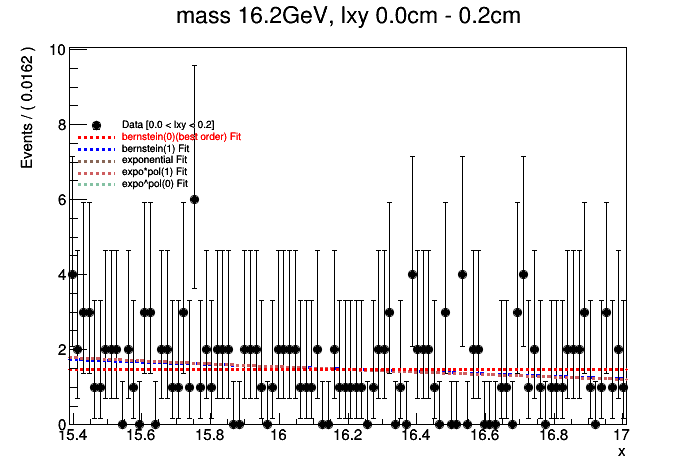 mass 16.2GeV, lxy 0.0cm - 0.2cm
Events / ( 0.0162 )
10
8
6
4
2
0
Data [0.0 < lxy < 0.2]
bernstein(0)(best order) Fit
bernstein(1) Fit
exponential Fit
expo*pol(1) Fit
expo^pol(0) Fit
15.4 15.6 15.8 16 16.2 16.4 16.6 16.8 17
x